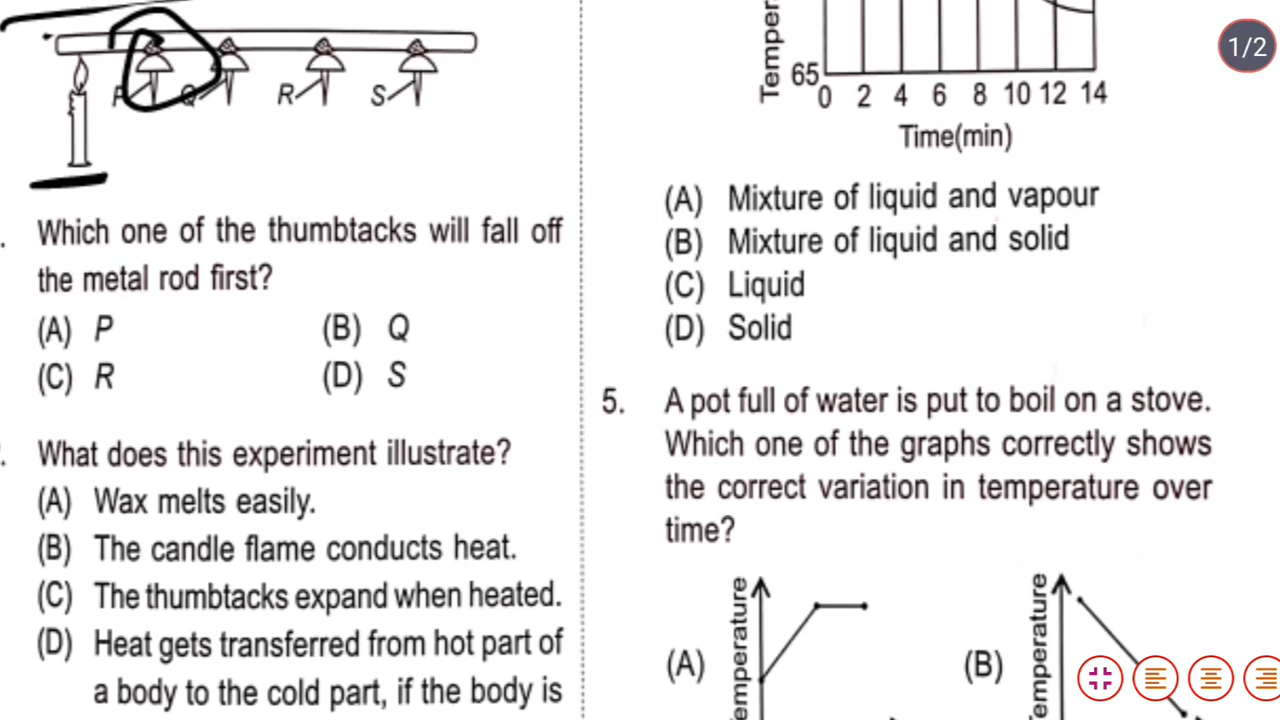 P Q R S
. Which one of the thumbtacks will fall off
the metal rod first?
(A) P (B) Q
(C) R (D) S
. What does this experiment illustrate?
(A) Wax melts easily.
(B) The candle flame conducts heat.
(C) The thumbtacks expand when heated.
(D) Heat gets transferred from hot part of
a body to the cold part, if the body is
65
0 2 4 6 8 10 12 14
Time(min)
(A) Mixture of liquid and vapour
(B) Mixture of liquid and solid
(C) Liquid
(D) Solid
5. A pot full of water is put to boil on a stove.
Which one of the graphs correctly shows
the correct variation in temperature over
time?
(A) (B)
1/2